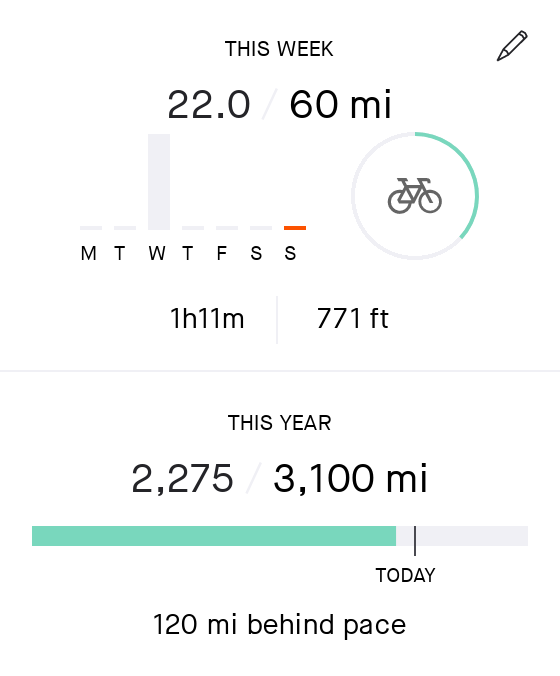 THIS WEEK
22.0 / 60 mi
M T W T F S S
1h11m 771 ft
THIS YEAR
2,275 / 3,100 mi
TODAY
120 mi behind pace